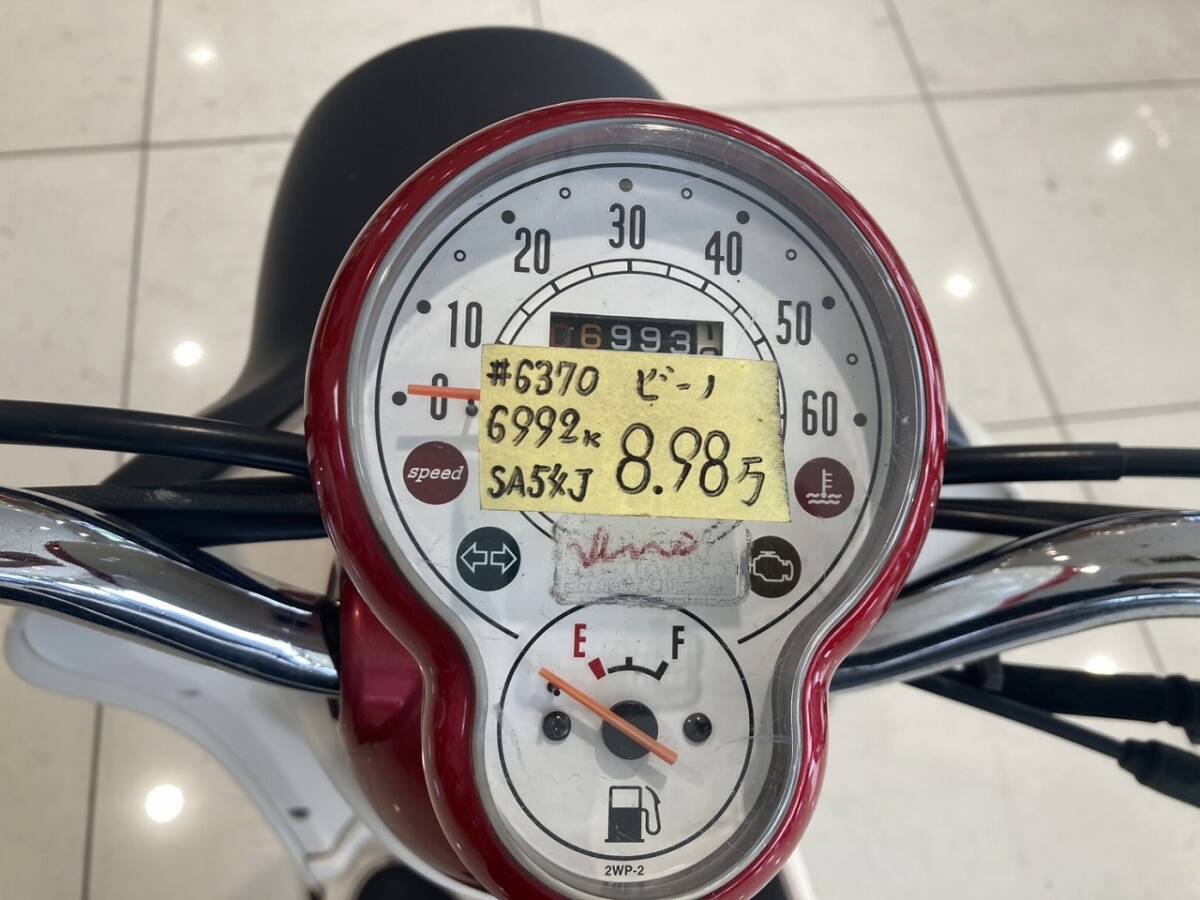 30
20 40
10 50
0 60
06993
#6370 ビーノ
6992K
SA54J 8.98万
speed
Vino
E F
2WP-2